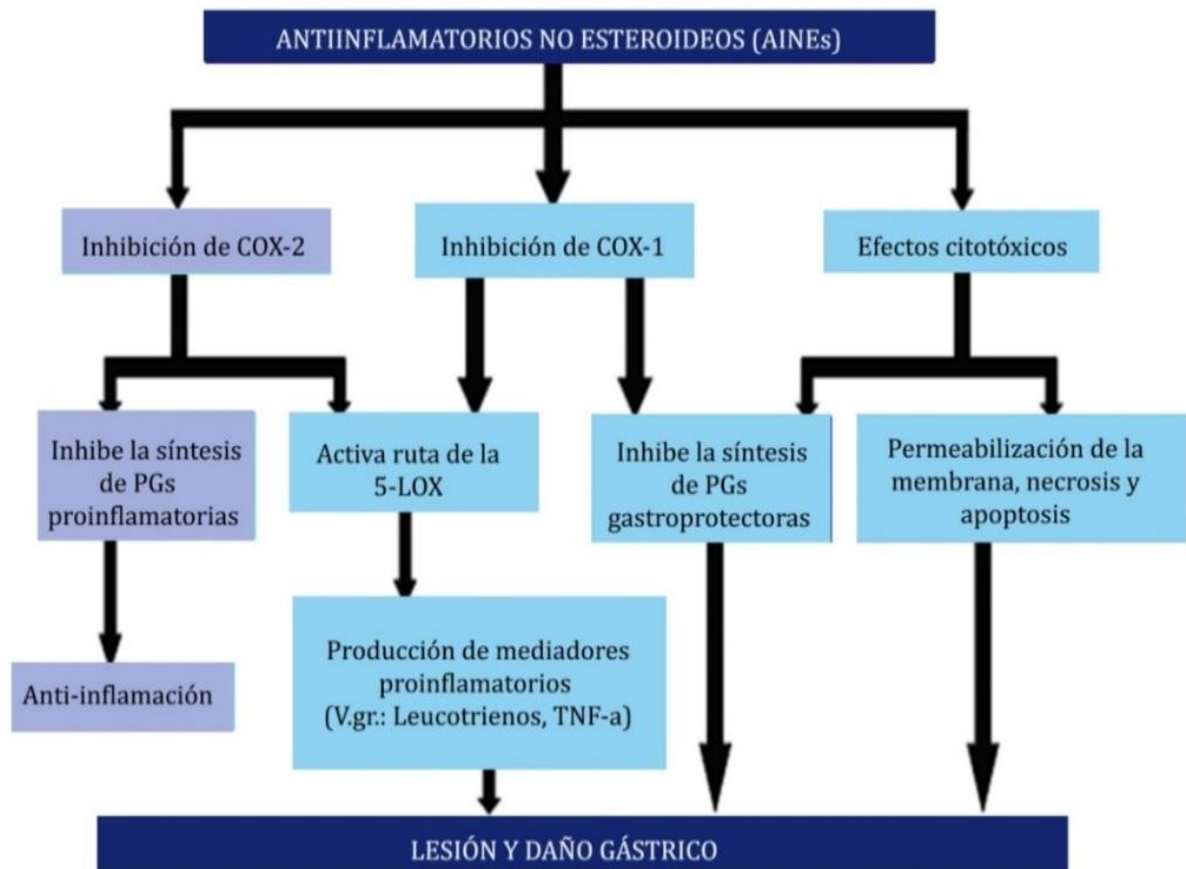 ANTIINFLAMATORIOS NO ESTEROIDEOS (AINEs)
Inhibición de COX-2
Inhibición de COX-1
Efectos citotóxicos
Inhibe la síntesis
de PGs
proinflamatorias
Activa ruta de la
5-LOX
Inhibe la síntesis
de PGs
gastroprotectoras
Permeabilización de la
membrana, necrosis y
apoptosis
Anti-inflamación
Producción de mediadores
proinflamatorios
(V.gr.: Leucotrienos, TNF-a)
LESIÓN Y DAÑO GÁSTRICO